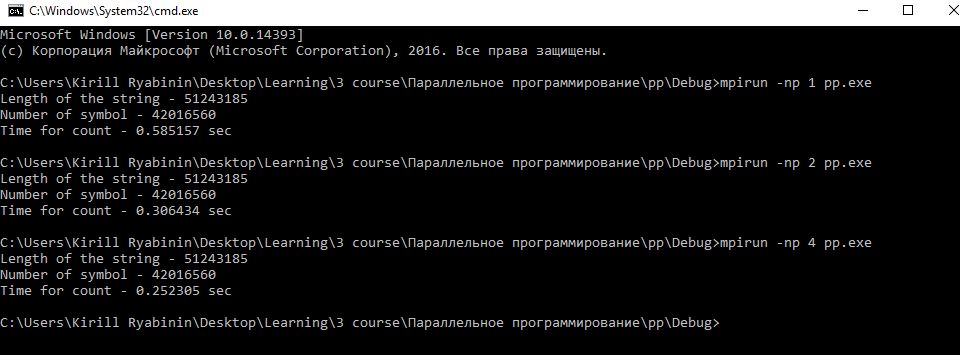 C:\Windows\System32\cmd.exe
Microsoft Windows [Version 10.0.14393]
(c) Корпорация Майкрософт (Microsoft Corporation), 2016. Все права защищены.
C:\Users\Kirill Ryabinin\Desktop\Learning\3 course\Параллельное программирование\pp\Debug>mpirun -np 1 pp.exe
Length of the string - 51243185
Number of symbol - 42016560
Time for count - 0.585157 sec
C:\Users\Kirill Ryabinin\Desktop\Learning\3 course\Параллельное программирование\pp\Debug>mpirun -np 2 pp.exe
Length of the string - 51243185
Number of symbol - 42016560
Time for count - 0.306434 sec
C:\Users\Kirill Ryabinin\Desktop\Learning\3 course\Параллельное программирование\pp\Debug>mpirun -np 4 pp.exe
Length of the string - 51243185
Number of symbol - 42016560
Time for count - 0.252305 sec
C:\Users\Kirill Ryabinin\Desktop\Learning\3 course\Параллельное программирование\pp\Debug>